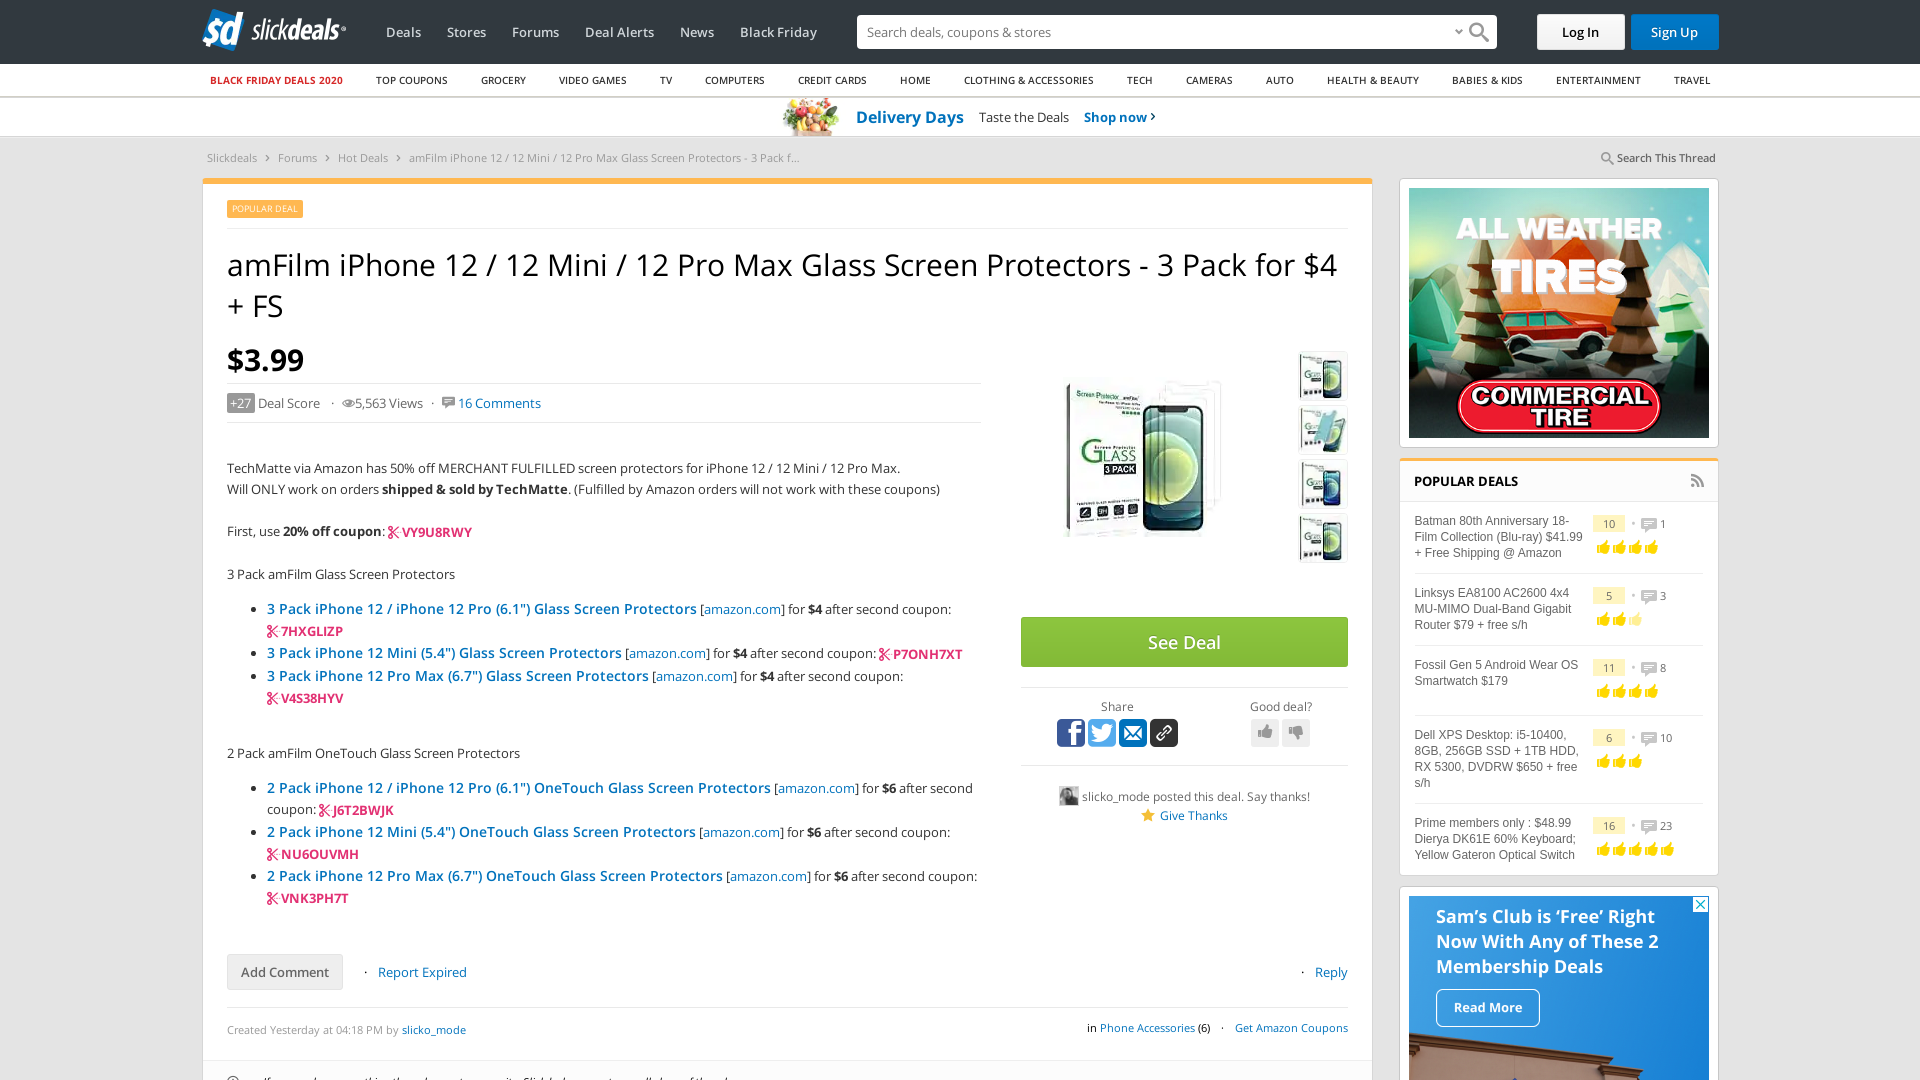 slickdeals
Deals Stores Forums Deal Alerts News Black Friday
Search deals, coupons & stores
Log In Sign Up
BLACK FRIDAY DEALS 2020 TOP COUPONS GROCERY VIDEO GAMES TV COMPUTERS CREDIT CARDS HOME CLOTHING & ACCESSORIES TECH CAMERAS AUTO HEALTH & BEAUTY BABIES & KIDS ENTERTAINMENT TRAVEL
Delivery Days Taste the Deals Shop now ›
Slickdeals › Forums › Hot Deals › amFilm iPhone 12 / 12 Mini / 12 Pro Max Glass Screen Protectors - 3 Pack f...
Search This Thread
POPULAR DEAL
amFilm iPhone 12 / 12 Mini / 12 Pro Max Glass Screen Protectors - 3 Pack for $4
+ FS
$3.99
+27 Deal Score · 5,563 Views · 16 Comments
TechMatte via Amazon has 50% off MERCHANT FULFILLED screen protectors for iPhone 12 / 12 Mini / 12 Pro Max.
Will ONLY work on orders shipped & sold by TechMatte. (Fulfilled by Amazon orders will not work with these coupons)
First, use 20% off coupon: VY9U8RWY
3 Pack amFilm Glass Screen Protectors
3 Pack iPhone 12 / iPhone 12 Pro (6.1") Glass Screen Protectors [amazon.com] for $4 after second coupon:
7HXGLIZP
3 Pack iPhone 12 Mini (5.4") Glass Screen Protectors [amazon.com] for $4 after second coupon: P7ONH7XT
3 Pack iPhone 12 Pro Max (6.7") Glass Screen Protectors [amazon.com] for $4 after second coupon:
V4S38HYV
2 Pack amFilm OneTouch Glass Screen Protectors
2 Pack iPhone 12 / iPhone 12 Pro (6.1") OneTouch Glass Screen Protectors [amazon.com] for $6 after second
coupon: J6T2BWJK
2 Pack iPhone 12 Mini (5.4") OneTouch Glass Screen Protectors [amazon.com] for $6 after second coupon:
NU6OUVMH
2 Pack iPhone 12 Pro Max (6.7") OneTouch Glass Screen Protectors [amazon.com] for $6 after second coupon:
VNK3PH7T
Add Comment · Report Expired
· Reply
Created Yesterday at 04:18 PM by slicko_mode
in Phone Accessories (6) · Get Amazon Coupons
Screen Protector
GLASS
3 PACK
See Deal
Share
Good deal?
slicko_mode posted this deal. Say thanks!
Give Thanks
ALL WEATHER
TIRES
COMMERCIAL
TIRE
POPULAR DEALS
Batman 80th Anniversary 18-
Film Collection (Blu-ray) $41.99
+ Free Shipping @ Amazon
10 · 1
Linksys EA8100 AC2600 4x4
MU-MIMO Dual-Band Gigabit
Router $79 + free s/h
5 · 3
Fossil Gen 5 Android Wear OS
Smartwatch $179
11 · 8
Dell XPS Desktop: i5-10400,
8GB, 256GB SSD + 1TB HDD,
RX 5300, DVDRW $650 + free
s/h
6 · 10
Prime members only : $48.99
Dierya DK61E 60% Keyboard;
Yellow Gateron Optical Switch
16 · 23
Sam's Club is 'Free' Right
Now With Any of These 2
Membership Deals
Read More